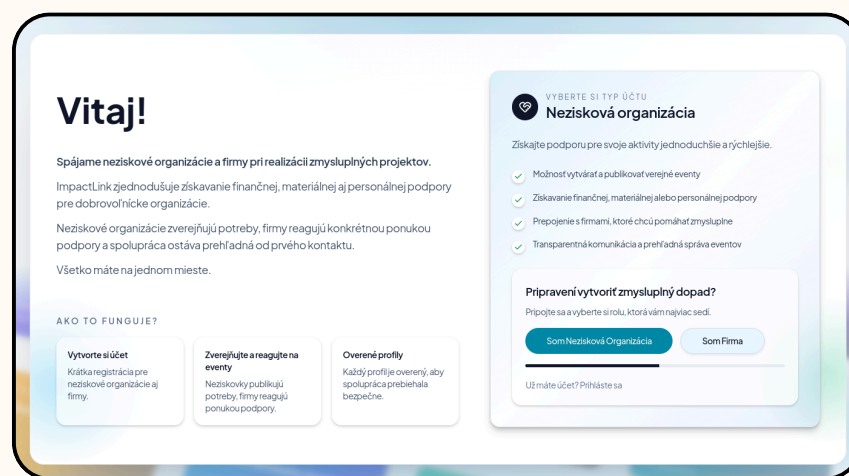 Vitaj!
Spájame neziskové organizácie a firmy pri realizácii zmysluplných projektov.
ImpactLink zjednodušuje získavanie finančnej, materiálnej aj personálnej podpory
pre dobrovoľnícke organizácie.
Neziskové organizácie zverejňujú potreby, firmy reagujú konkrétnou ponukou
podpory a spolupráca ostáva prehľadná od prvého kontaktu.
Všetko máte na jednom mieste.
AKO TO FUNGUJE?
Vytvorte si účet
Krátka registrácia pre
neziskové organizácie aj
firmy.
Zverejňujte a reagujte na
eventy
Neziskovky publikujú
potreby, firmy reagujú
ponukou podpory.
Overené profily
Každý profil je overený, aby
spolupráca prebiehala
bezpečne.
VYBERTE SI TYP ÚČTU
Nezisková organizácia
Získajte podporu pre svoje aktivity jednoduchšie a rýchlejšie.
Možnosť vytvárať a publikovať verejné eventy
Získavanie finančnej, materiálnej alebo personálnej podpory
Prepojenie s firmami, ktoré chcú pomáhať zmysluplne
Transparentná komunikácia a prehľadná správa eventov
Pripravení vytvoriť zmysluplný dopad?
Pripojte sa a vyberte si rolu, ktorá vám najviac sedí.
Som Nezisková Organizácia
Som Firma
Už máte účet? Prihláste sa